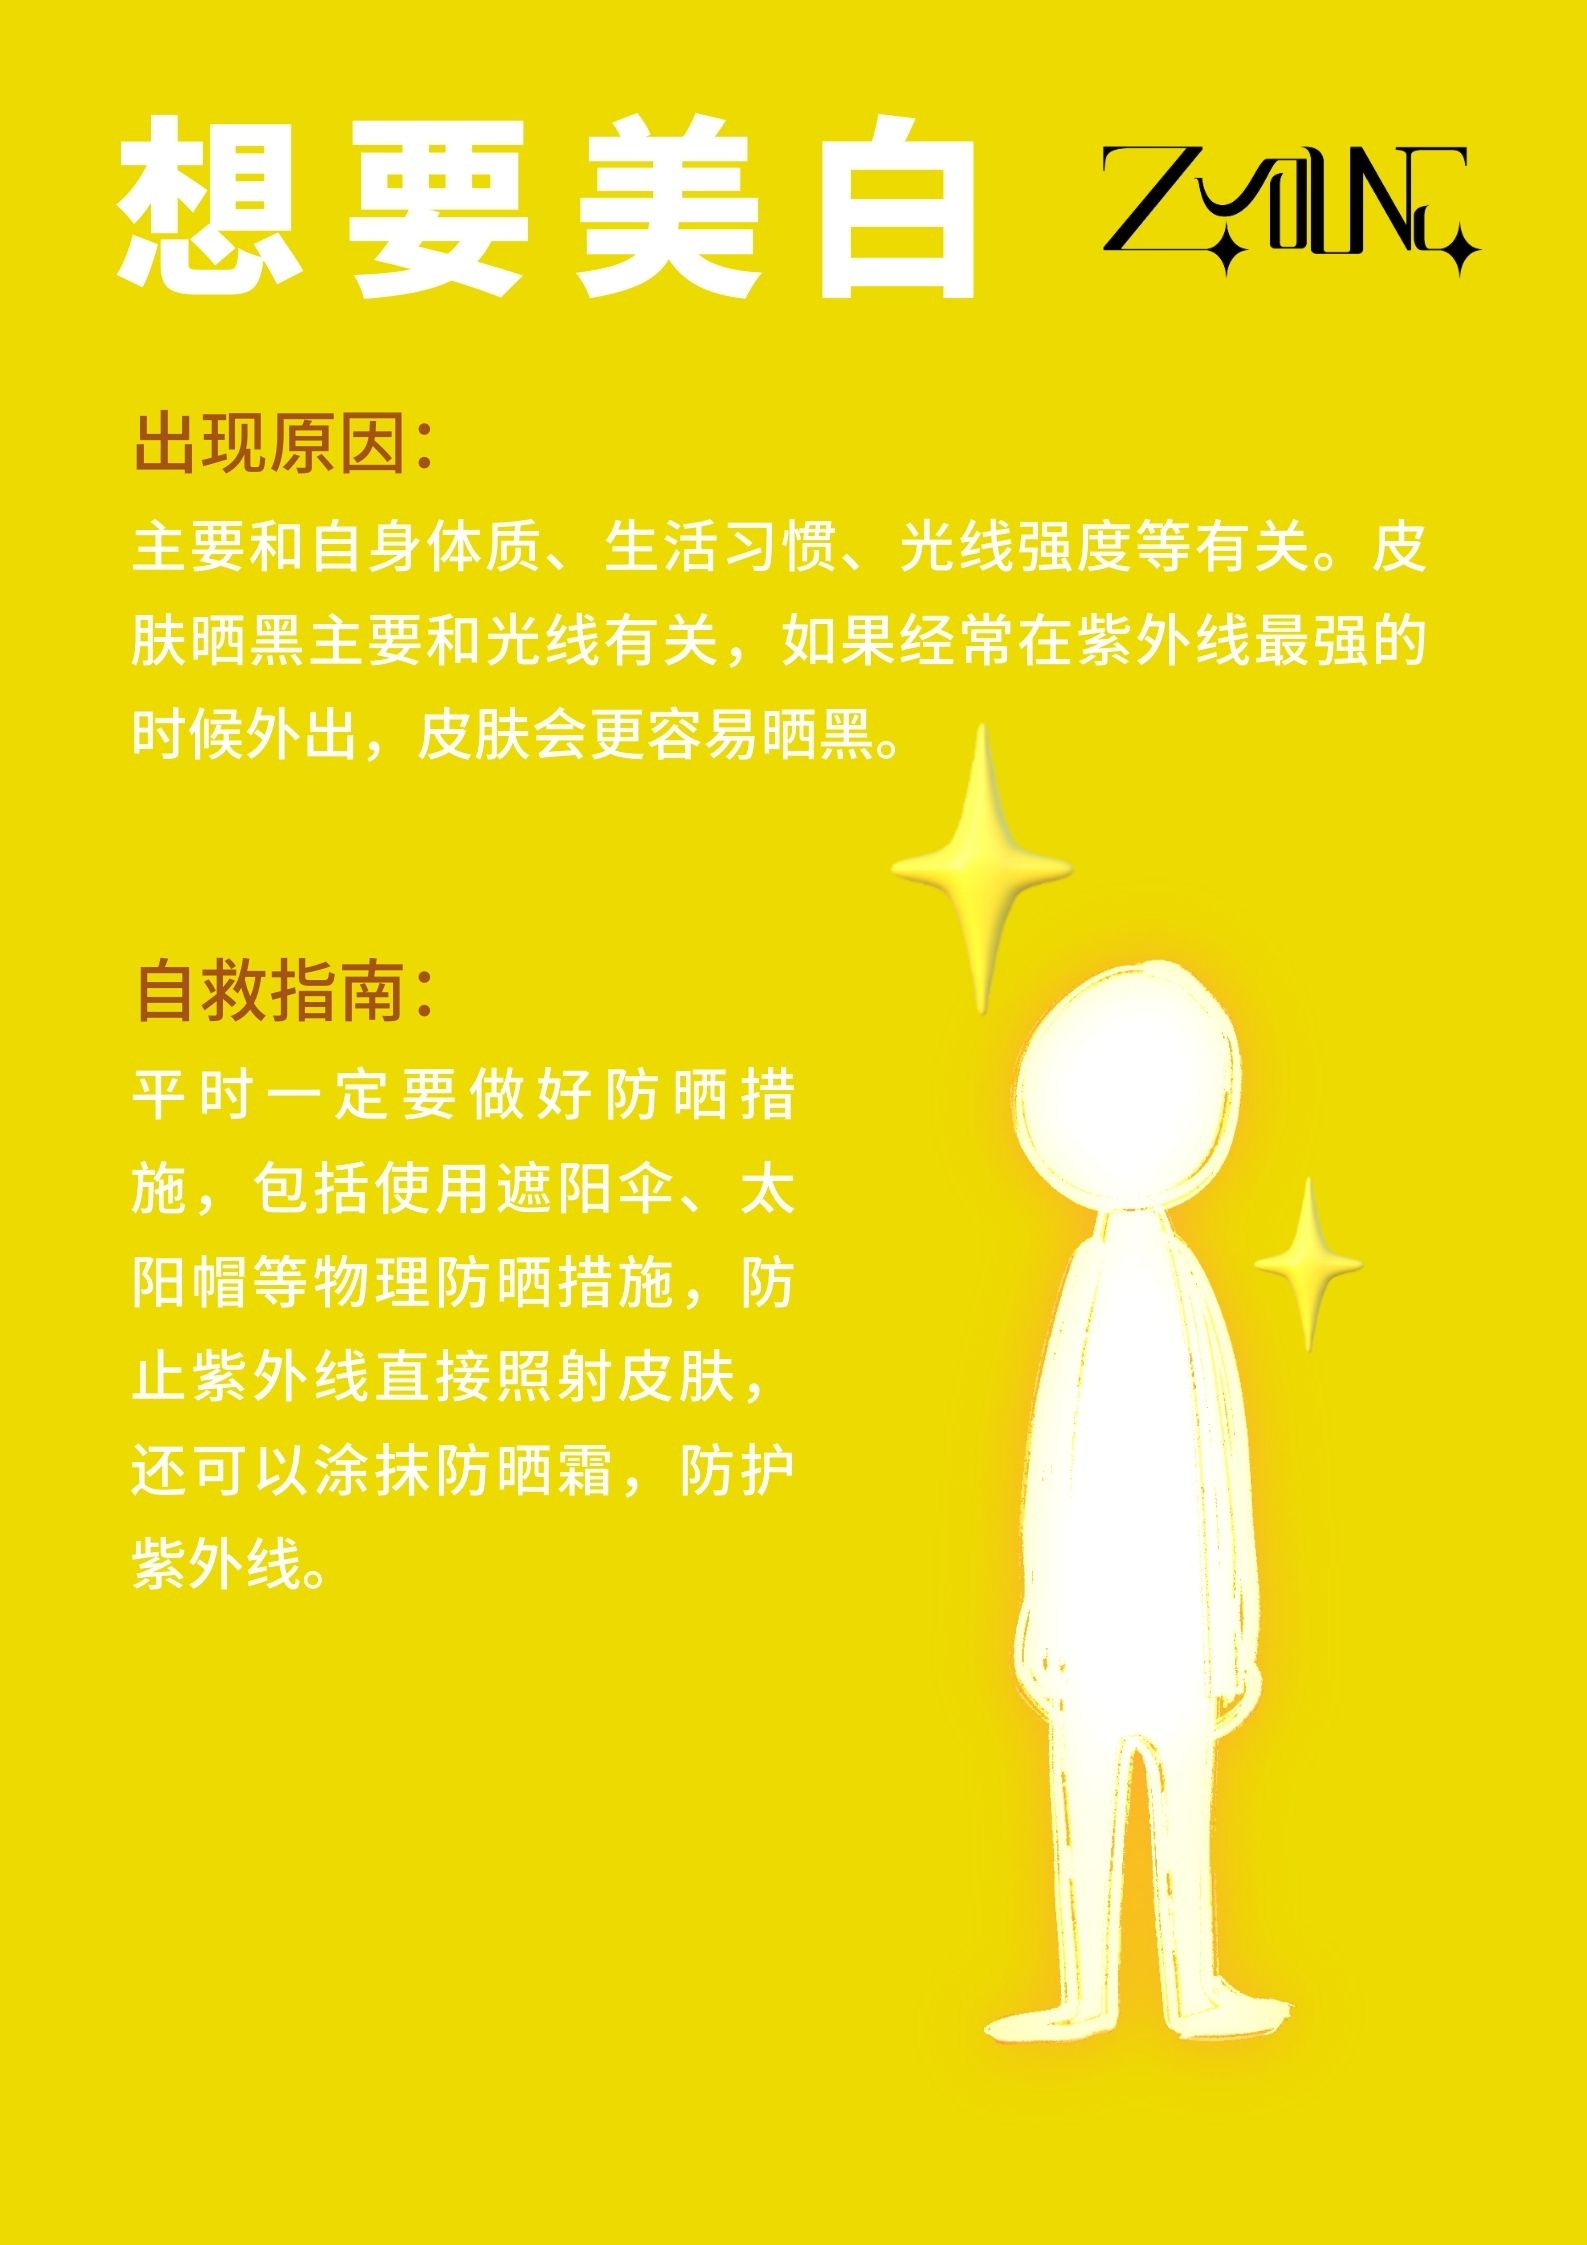 想要美白
ZYOUNG
出现原因：
主要和自身体质、生活习惯、光线强度等有关。皮
肤晒黑主要和光线有关，如果经常在紫外线最强的
时候外出，皮肤会更容易晒黑。
自救指南：
平时一定要做好防晒措
施，包括使用遮阳伞、太
阳帽等物理防晒措施，防
止紫外线直接照射皮肤，
还可以涂抹防晒霜，防护
紫外线。